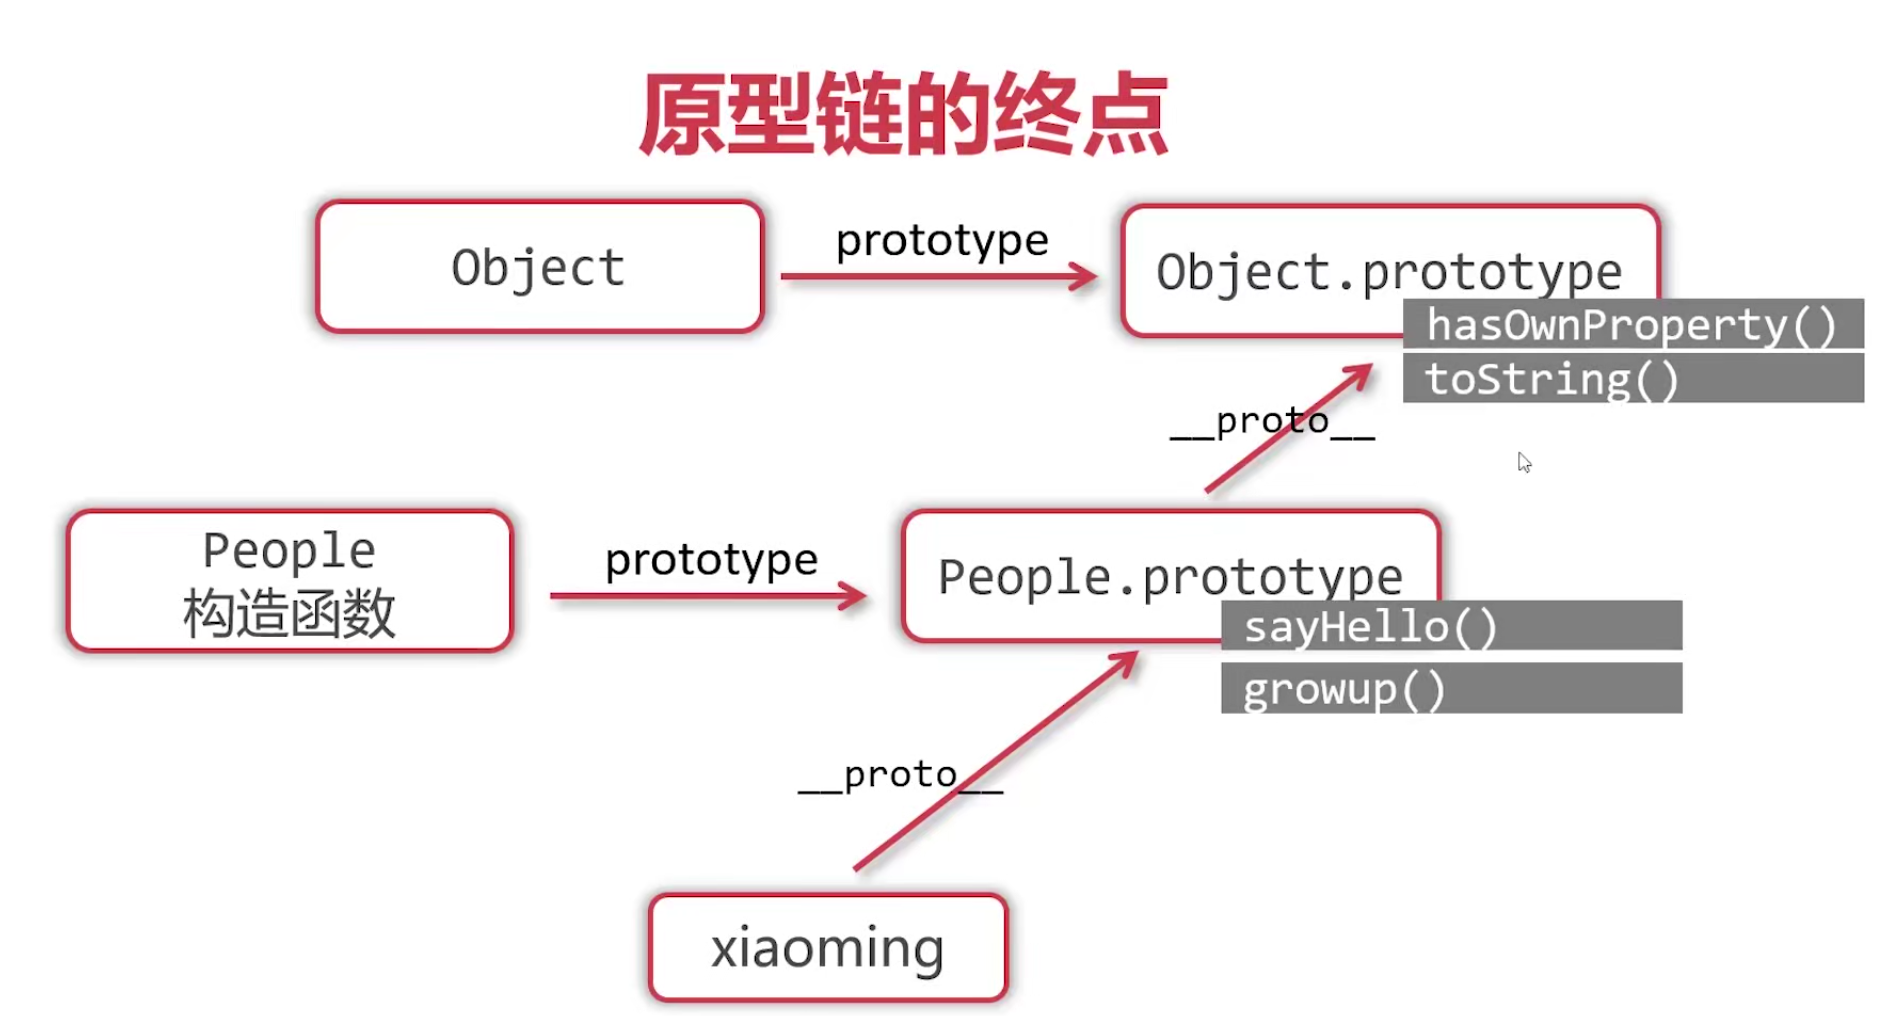 原型链的终点
Object
prototype
Object.prototype
hasOwnProperty()
toString()
__proto__
People
构造函数
prototype
People.prototype
sayHello()
growup()
__proto__
xiaoming